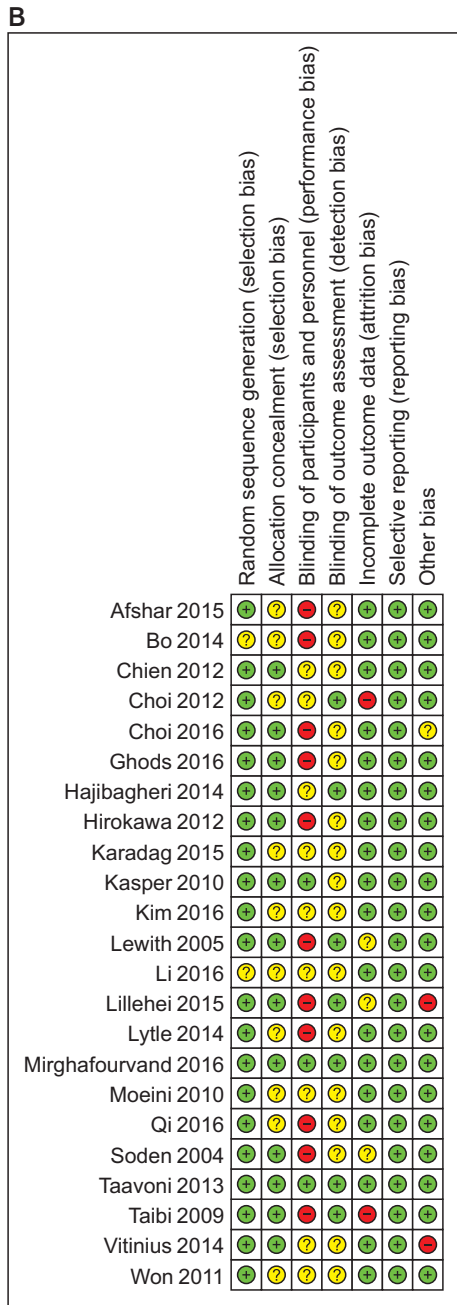 B
Random sequence generation (selection bias)
Allocation concealment (selection bias)
Blinding of participants and personnel (performance bias)
Blinding of outcome assessment (detection bias)
Incomplete outcome data (attrition bias)
Selective reporting (reporting bias)
Other bias
Afshar 2015 + ? - ? + + +
Bo 2014 ? ? - ? + + +
Chien 2012 + + ? ? + + +
Choi 2012 + ? ? + - + +
Choi 2016 + + - ? + + ?
Ghods 2016 + + - ? + + +
Hajibagheri 2014 + + ? + + + +
Hirokawa 2012 + + - ? + + +
Karadag 2015 + ? ? ? + + +
Kasper 2010 + + + ? + + +
Kim 2016 + ? ? ? + + +
Lewith 2005 + + - + ? + +
Li 2016 ? ? ? ? + + +
Lillehei 2015 + + - + ? + -
Lytle 2014 + ? - ? + + +
Mirghafourvand 2016 + + + + + + +
Moeini 2010 + ? ? ? + + +
Qi 2016 + ? - ? + + +
Soden 2004 + + - ? ? + +
Taavoni 2013 + + + + + + +
Taibi 2009 + + - + - + +
Vitinius 2014 + + ? ? + + -
Won 2011 + ? ? ? + + +